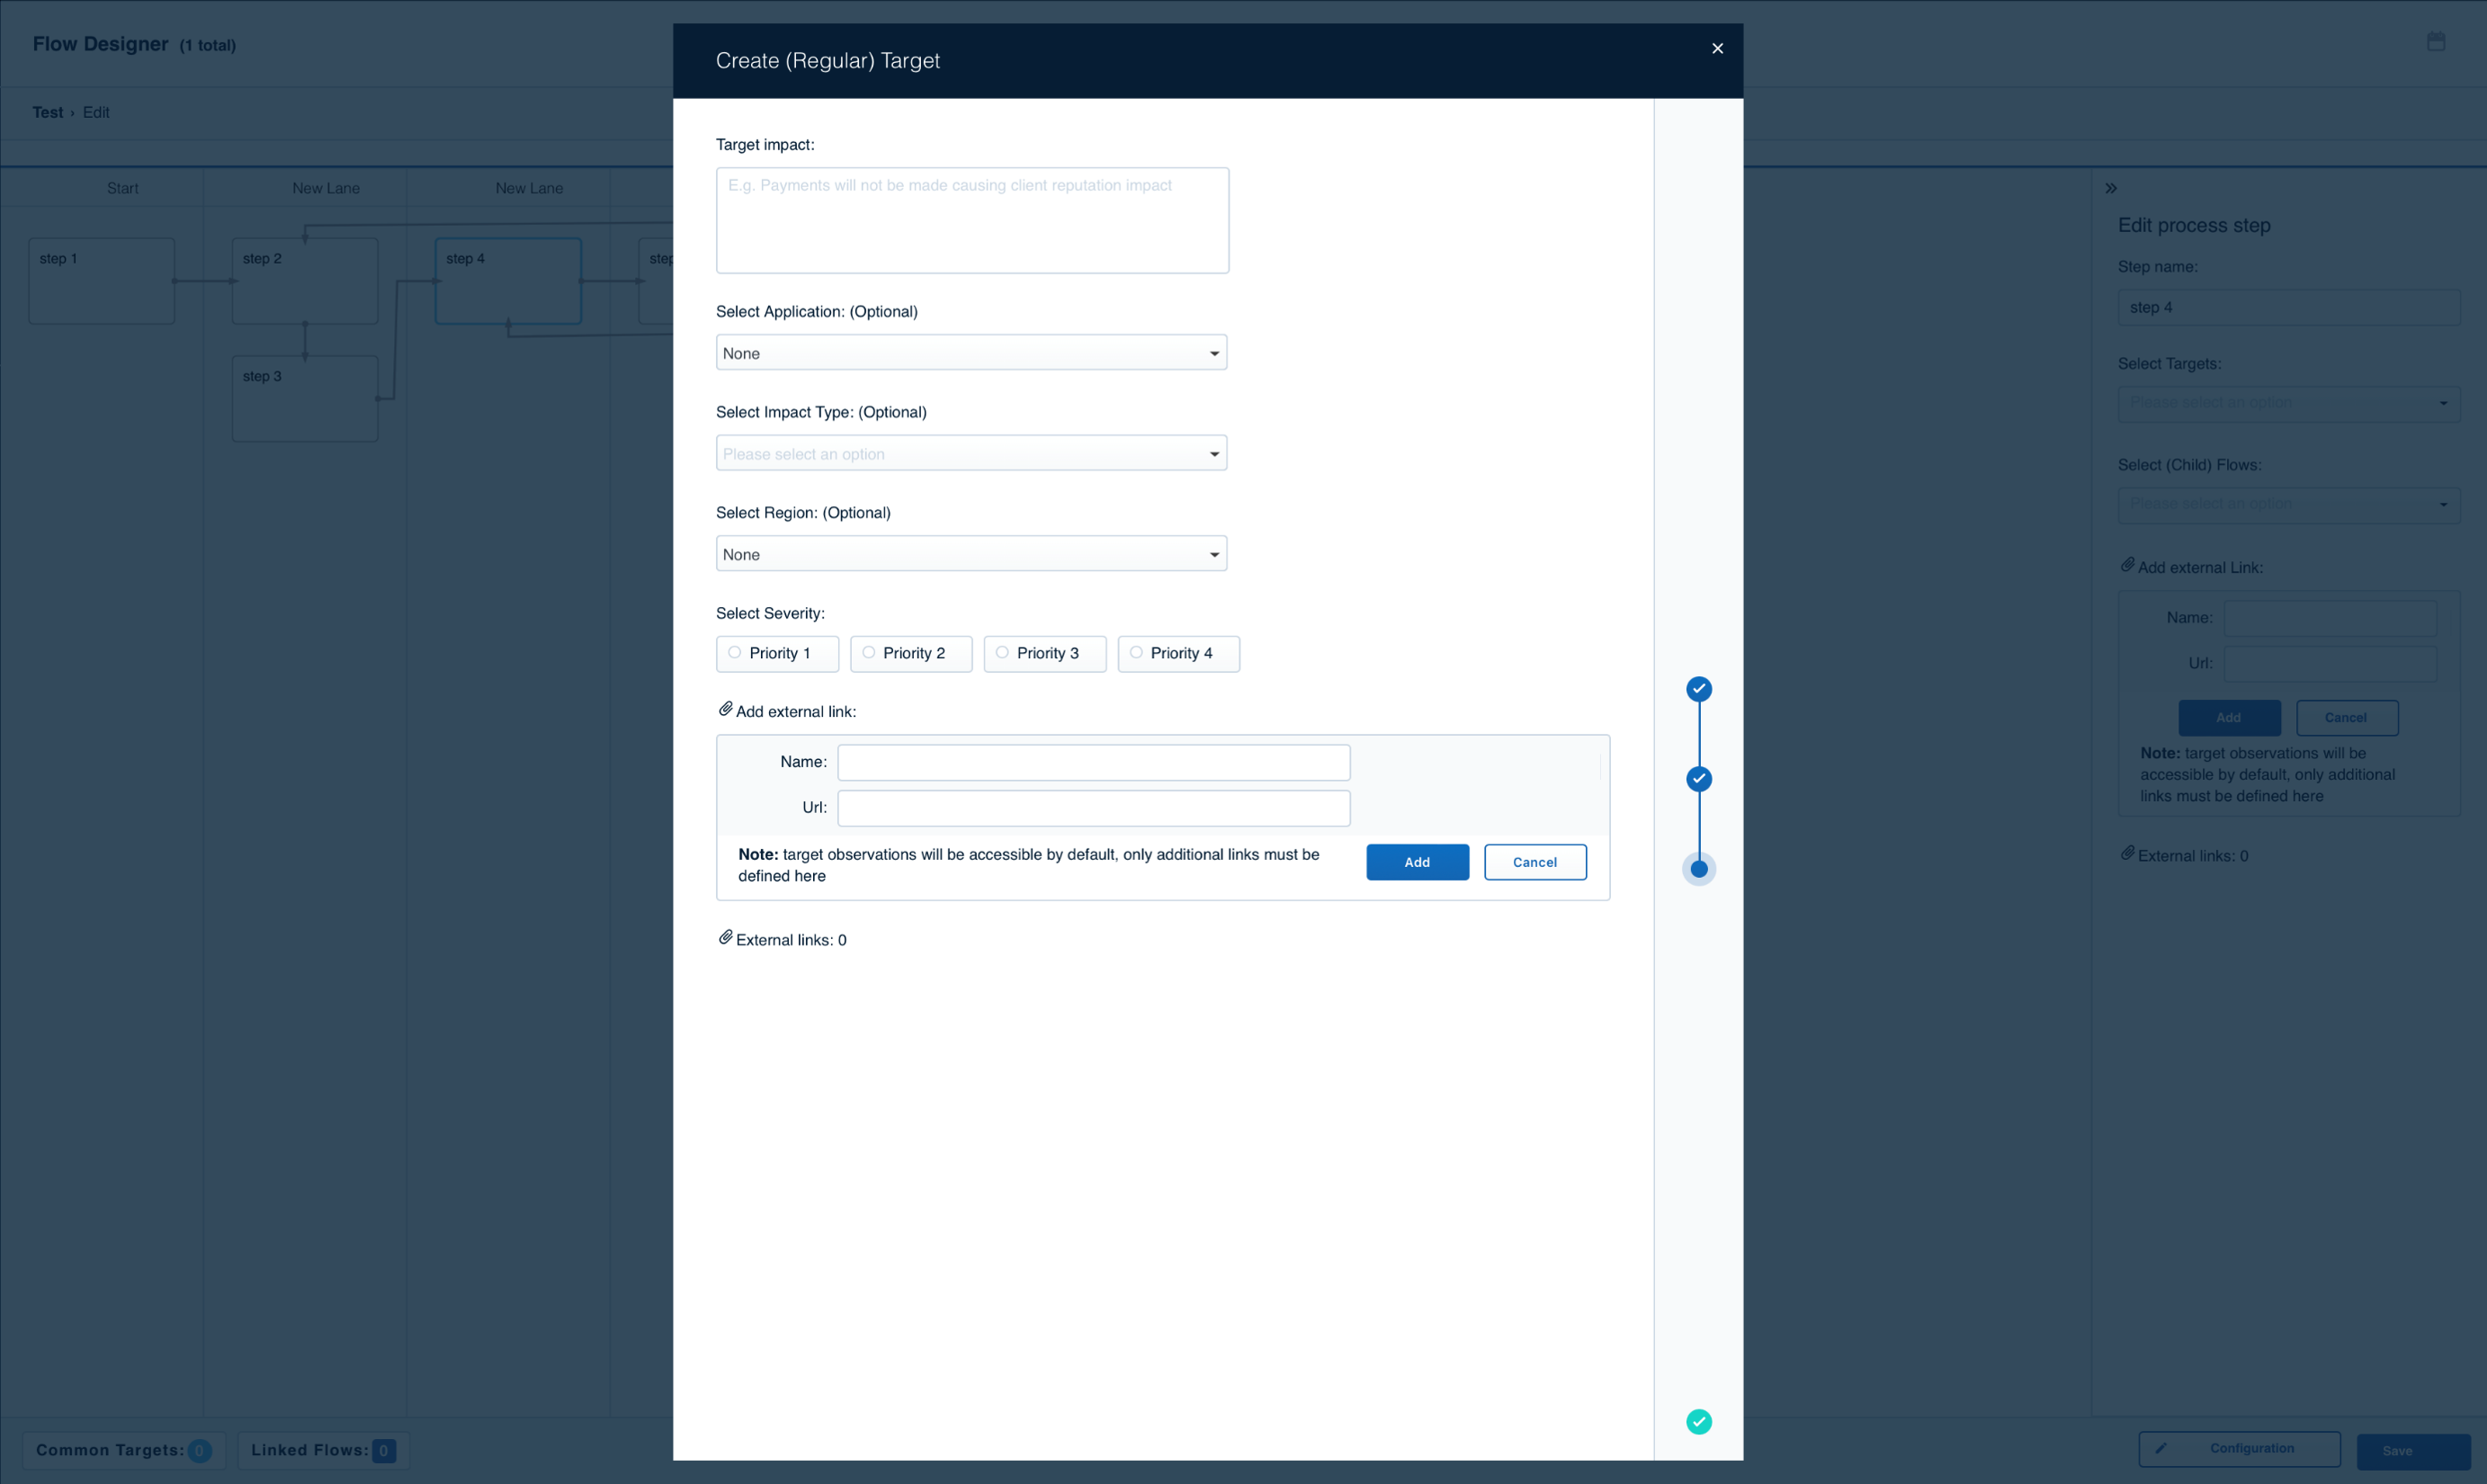 Flow Designer (1 total)
Test › Edit
Start
New Lane
New Lane
step 1
step 2
step 3
step 4
step
Create (Regular) Target
Target impact:
E.g. Payments will not be made causing client reputation impact
Select Application: (Optional)
None
Select Impact Type: (Optional)
Please select an option
Select Region: (Optional)
None
Select Severity:
Priority 1
Priority 2
Priority 3
Priority 4
Add external link:
Name:
Url:
Note: target observations will be accessible by default, only additional links must be
defined here
Add
Cancel
External links: 0
Edit process step
Step name:
step 4
Select Targets:
Please select an option
Select (Child) Flows:
Please select an option
Add external Link:
Name:
Url:
Add
Cancel
Note: target observations will be
accessible by default, only additional
links must be defined here
External links: 0
Common Targets: 0
Linked Flows: 0
Configuration
Save